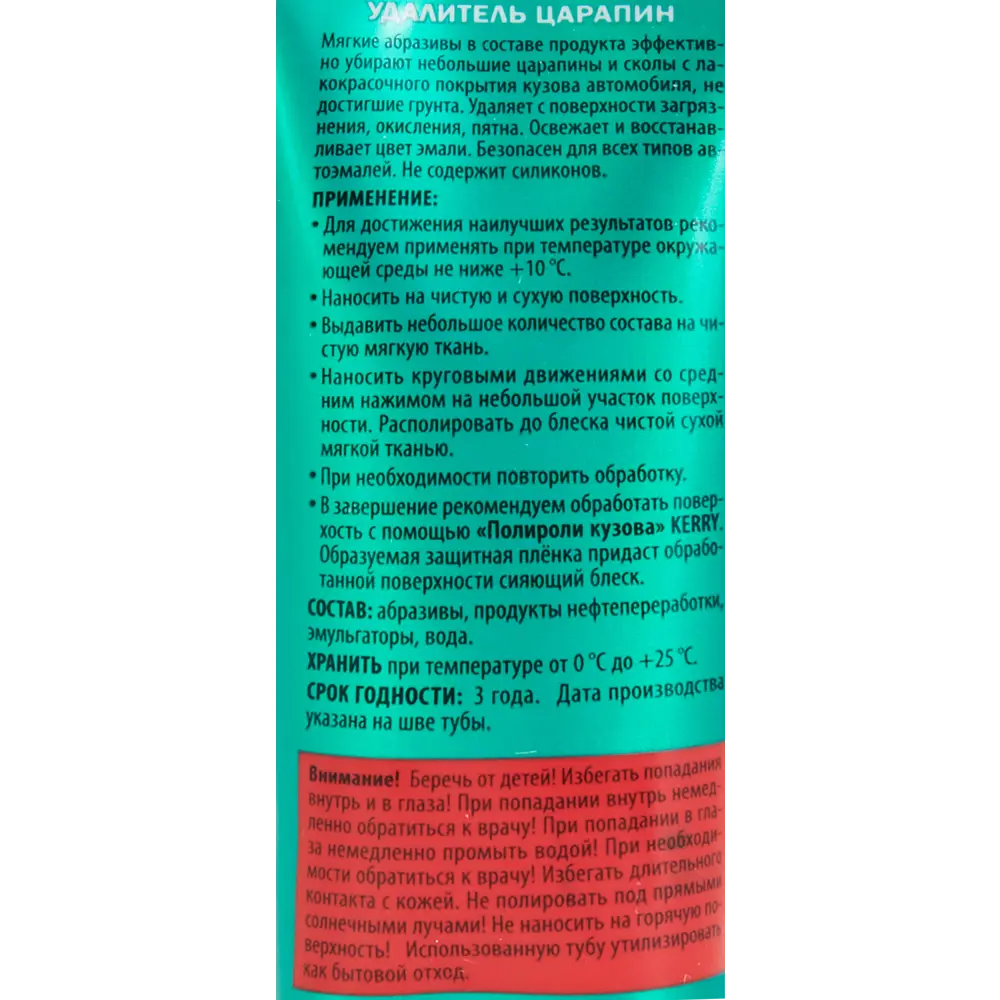 УДАЛИТЕЛЬ ЦАРАПИН
Мягкие абразивы в составе продукта эффектив-
но убирают небольшие царапины и сколы с ла-
кокрасочного покрытия кузова автомобиля, не
достигшие грунта. Удаляет с поверхности загряз-
нения, окисления, пятна. Освежает и восстанав-
ливает цвет эмали. Безопасен для всех типов ав-
тоэмалей. Не содержит силиконов.
ПРИМЕНЕНИЕ:
• Для достижения наилучших результатов реко-
мендуем применять при температуре окружа-
ющей среды не ниже +10 °С.
• Наносить на чистую и сухую поверхность.
• Выдавить небольшое количество состава на чи-
стую мягкую ткань.
• Наносить круговыми движениями со сред-
ним нажимом на небольшой участок поверх-
ности. Располировать до блеска чистой сухой
мягкой тканью.
• При необходимости повторить обработку.
• В завершение рекомендуем обработать повер-
хость с помощью «Полироли кузова» KERRY.
Образуемая защитная плёнка придаст обрабо-
танной поверхности сияющий блеск.
СОСТАВ: абразивы, продукты нефтепереработки,
эмульгаторы, вода.
ХРАНИТЬ при температуре от 0 °С до +25 °С
СРОК ГОДНОСТИ: 3 года. Дата производства
указана на шве тубы.
Внимание! Беречь от детей! Избегать попадания
внутрь и в глаза! При попадании внутрь немед-
ленно обратиться к врачу! При попадании в гла-
за немедленно промыть водой! При необходи-
мости обратиться к врачу! Избегать длительного
контакта с кожей. Не полировать под прямыми
солнечными лучами! Не наносить на горячую по-
верхность! Использованную тубу утилизировать
как бытовой отход.